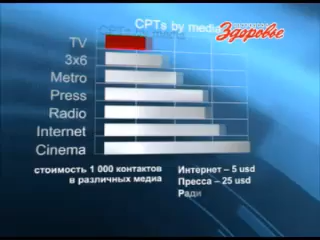 CPTs by media
Здоровье
TV
3x6
Metro
Press
Radio
Internet
Cinema
стоимость 1 000 контактов
в различных медиа
Интернет – 5 usd
Пресса – 25 usd
Ради